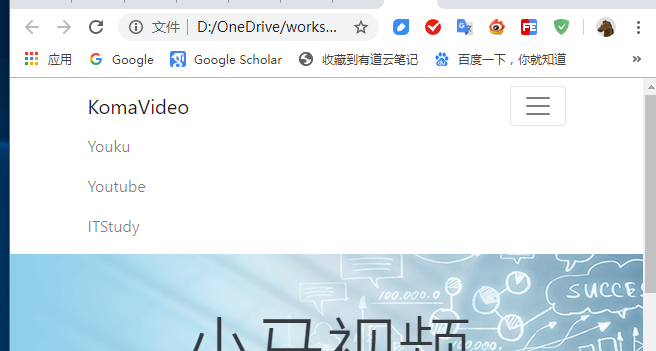 文件 D:/OneDrive/works...
应用 Google Google Scholar 收藏到有道云笔记 百度一下，你就知道 »
KomaVideo
Youku
Youtube
ITStudy
100.000.0
SUCCES
小马视频